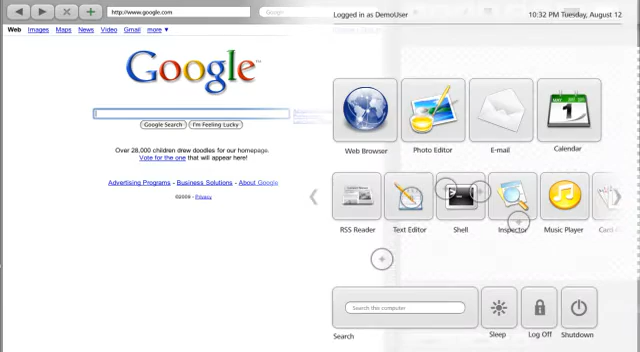 http://www.google.com
Google
Logged in as DemoUser
10:32 PM Tuesday, August 12
Web Images Maps News Video Gmail more ▼
Google™
Google Search I'm Feeling Lucky
Over 28,000 children drew doodles for our homepage.
Vote for the one that will appear here!
Advertising Programs - Business Solutions - About Google
Privacy
1
Web Browser Photo Editor E-mail Calendar
RSS Reader Text Editor Shell Inspector Music Player
Search this computer
Search Sleep Log Off Shutdown